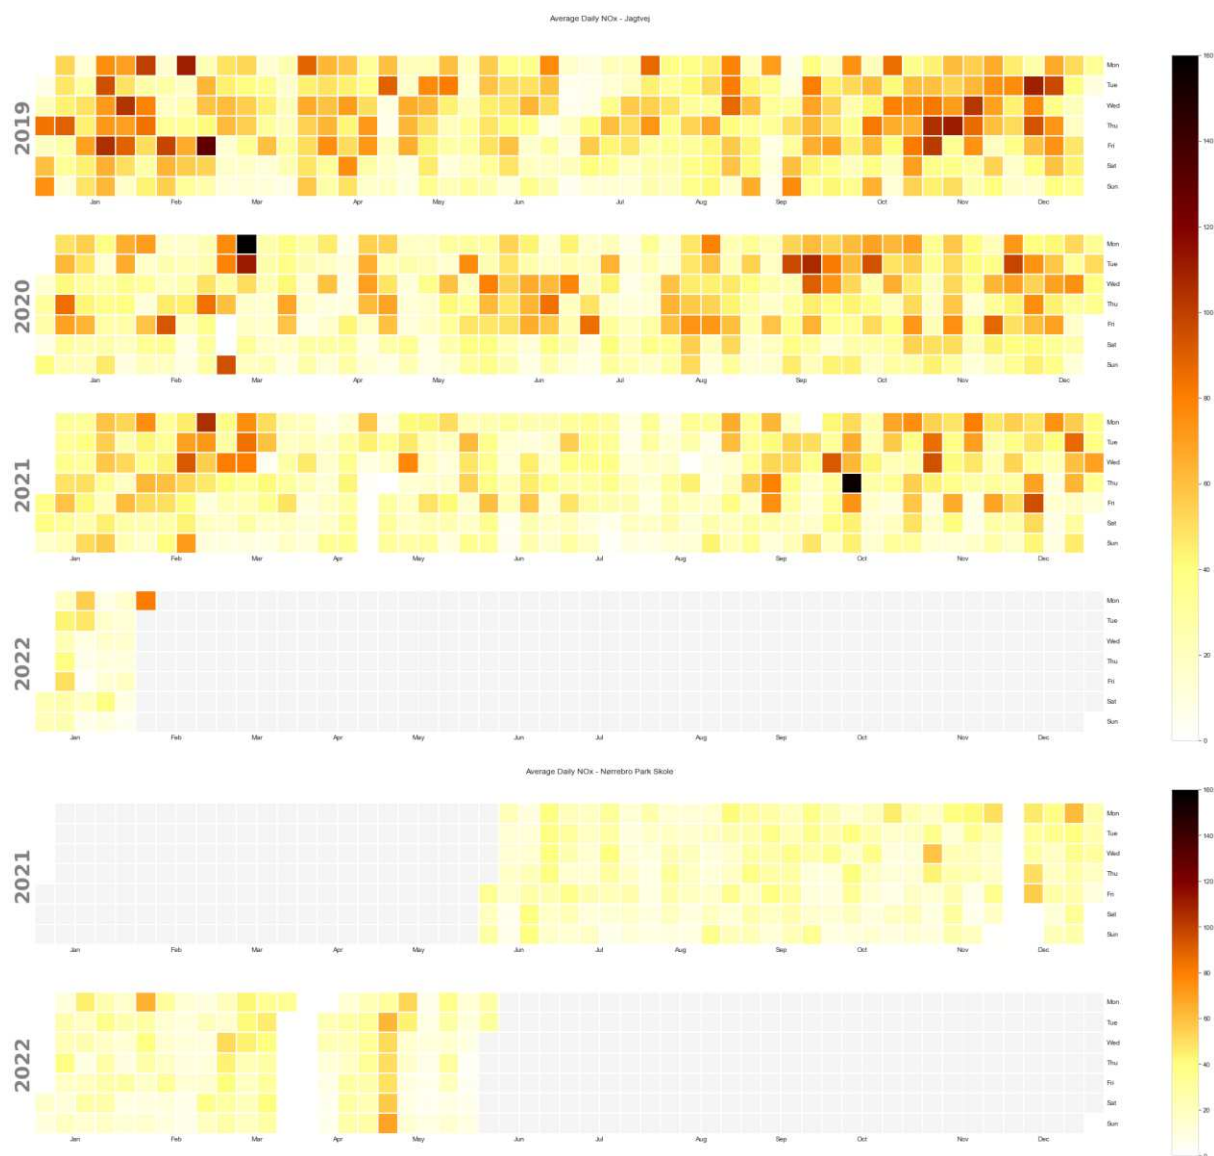 Average Daily NOx - Jagtvej
2019
Mon
Tue
Wed
Thu
Fri
Sat
Sun
Jan Feb Mar Apr May Jun Jul Aug Sep Oct Nov Dec
2020
Mon
Tue
Wed
Thu
Fri
Sat
Sun
Jan Feb Mar Apr May Jun Jul Aug Sep Oct Nov Dec
2021
Mon
Tue
Wed
Thu
Fri
Sat
Sun
Jan Feb Mar Apr May Jun Jul Aug Sep Oct Nov Dec
2022
Mon
Tue
Wed
Thu
Fri
Sat
Sun
Jan Feb Mar Apr May Jun Jul Aug Sep Oct Nov Dec
160
140
120
100
80
60
40
20
0
Average Daily NOx - Nørrebro Park Skole
2021
Mon
Tue
Wed
Thu
Fri
Sat
Sun
Jan Feb Mar Apr May Jun Jul Aug Sep Oct Nov Dec
2022
Mon
Tue
Wed
Thu
Fri
Sat
Sun
Jan Feb Mar Apr May Jun Jul Aug Sep Oct Nov Dec
160
140
120
100
80
60
40
20
0